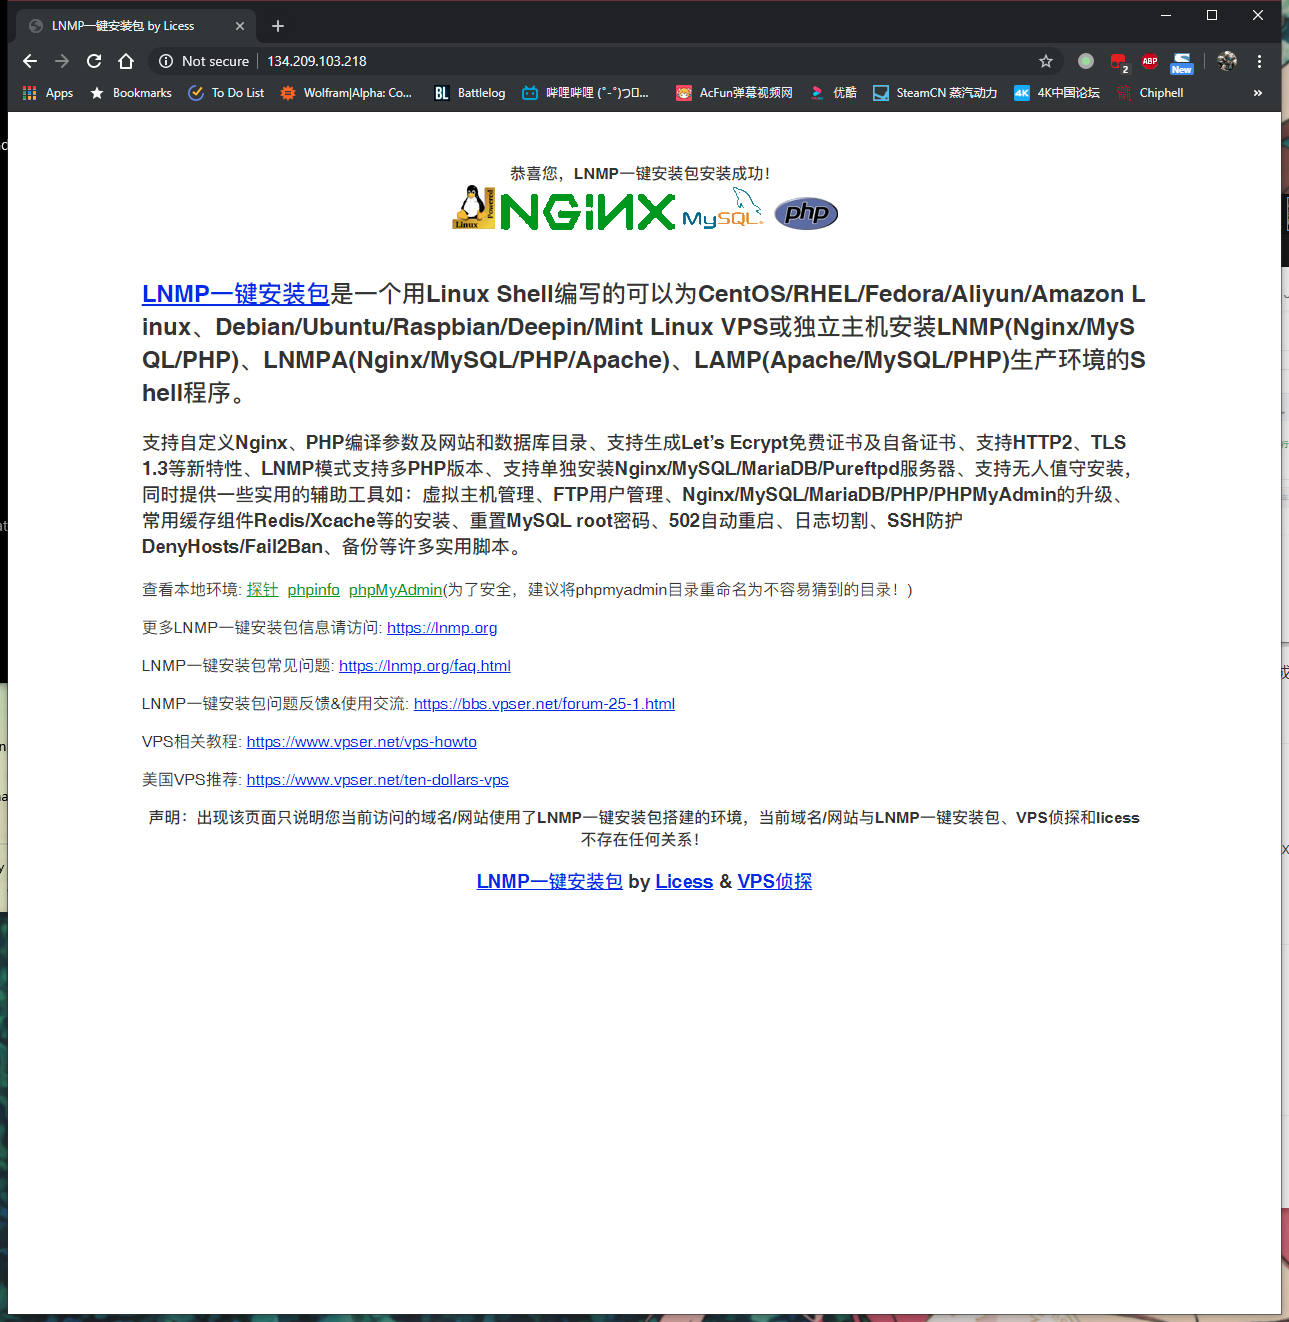 LNMP一键安装包 by Licess
Not secure | 134.209.103.218
2
ABP
New
Apps Bookmarks To Do List Wolfram|Alpha: Co... BL Battlelog 哔哩哔哩 (゜-゜)つロ... AcFun弹幕视频网 优酷 SteamCN 蒸汽动力 4K 4K中国论坛 Chiphell »
恭喜您，LNMP一键安装包安装成功！
Linux Powered NGiNX MySQL php
LNMP一键安装包是一个用Linux Shell编写的可以为CentOS/RHEL/Fedora/Aliyun/Amazon L
inux、Debian/Ubuntu/Raspbian/Deepin/Mint Linux VPS或独立主机安装LNMP(Nginx/MyS
QL/PHP)、LNMPA(Nginx/MySQL/PHP/Apache)、LAMP(Apache/MySQL/PHP)生产环境的S
hell程序。
支持自定义Nginx、PHP编译参数及网站和数据库目录、支持生成Let’s Ecrypt免费证书及自备证书、支持HTTP2、TLS
1.3等新特性、LNMP模式支持多PHP版本、支持单独安装Nginx/MySQL/MariaDB/Pureftpd服务器、支持无人值守安装，
同时提供一些实用的辅助工具如：虚拟主机管理、FTP用户管理、Nginx/MySQL/MariaDB/PHP/PHPMyAdmin的升级、
常用缓存组件Redis/Xcache等的安装、重置MySQL root密码、502自动重启、日志切割、SSH防护
DenyHosts/Fail2Ban、备份等许多实用脚本。
查看本地环境: 探针 phpinfo phpMyAdmin(为了安全，建议将phpmyadmin目录重命名为不容易猜到的目录！)
更多LNMP一键安装包信息请访问: https://lnmp.org
LNMP一键安装包常见问题: https://lnmp.org/faq.html
LNMP一键安装包问题反馈&使用交流: https://bbs.vpser.net/forum-25-1.html
VPS相关教程: https://www.vpser.net/vps-howto
美国VPS推荐: https://www.vpser.net/ten-dollars-vps
声明：出现该页面只说明您当前访问的域名/网站使用了LNMP一键安装包搭建的环境，当前域名/网站与LNMP一键安装包、VPS侦探和licess
不存在任何关系！
LNMP一键安装包 by Licess & VPS侦探